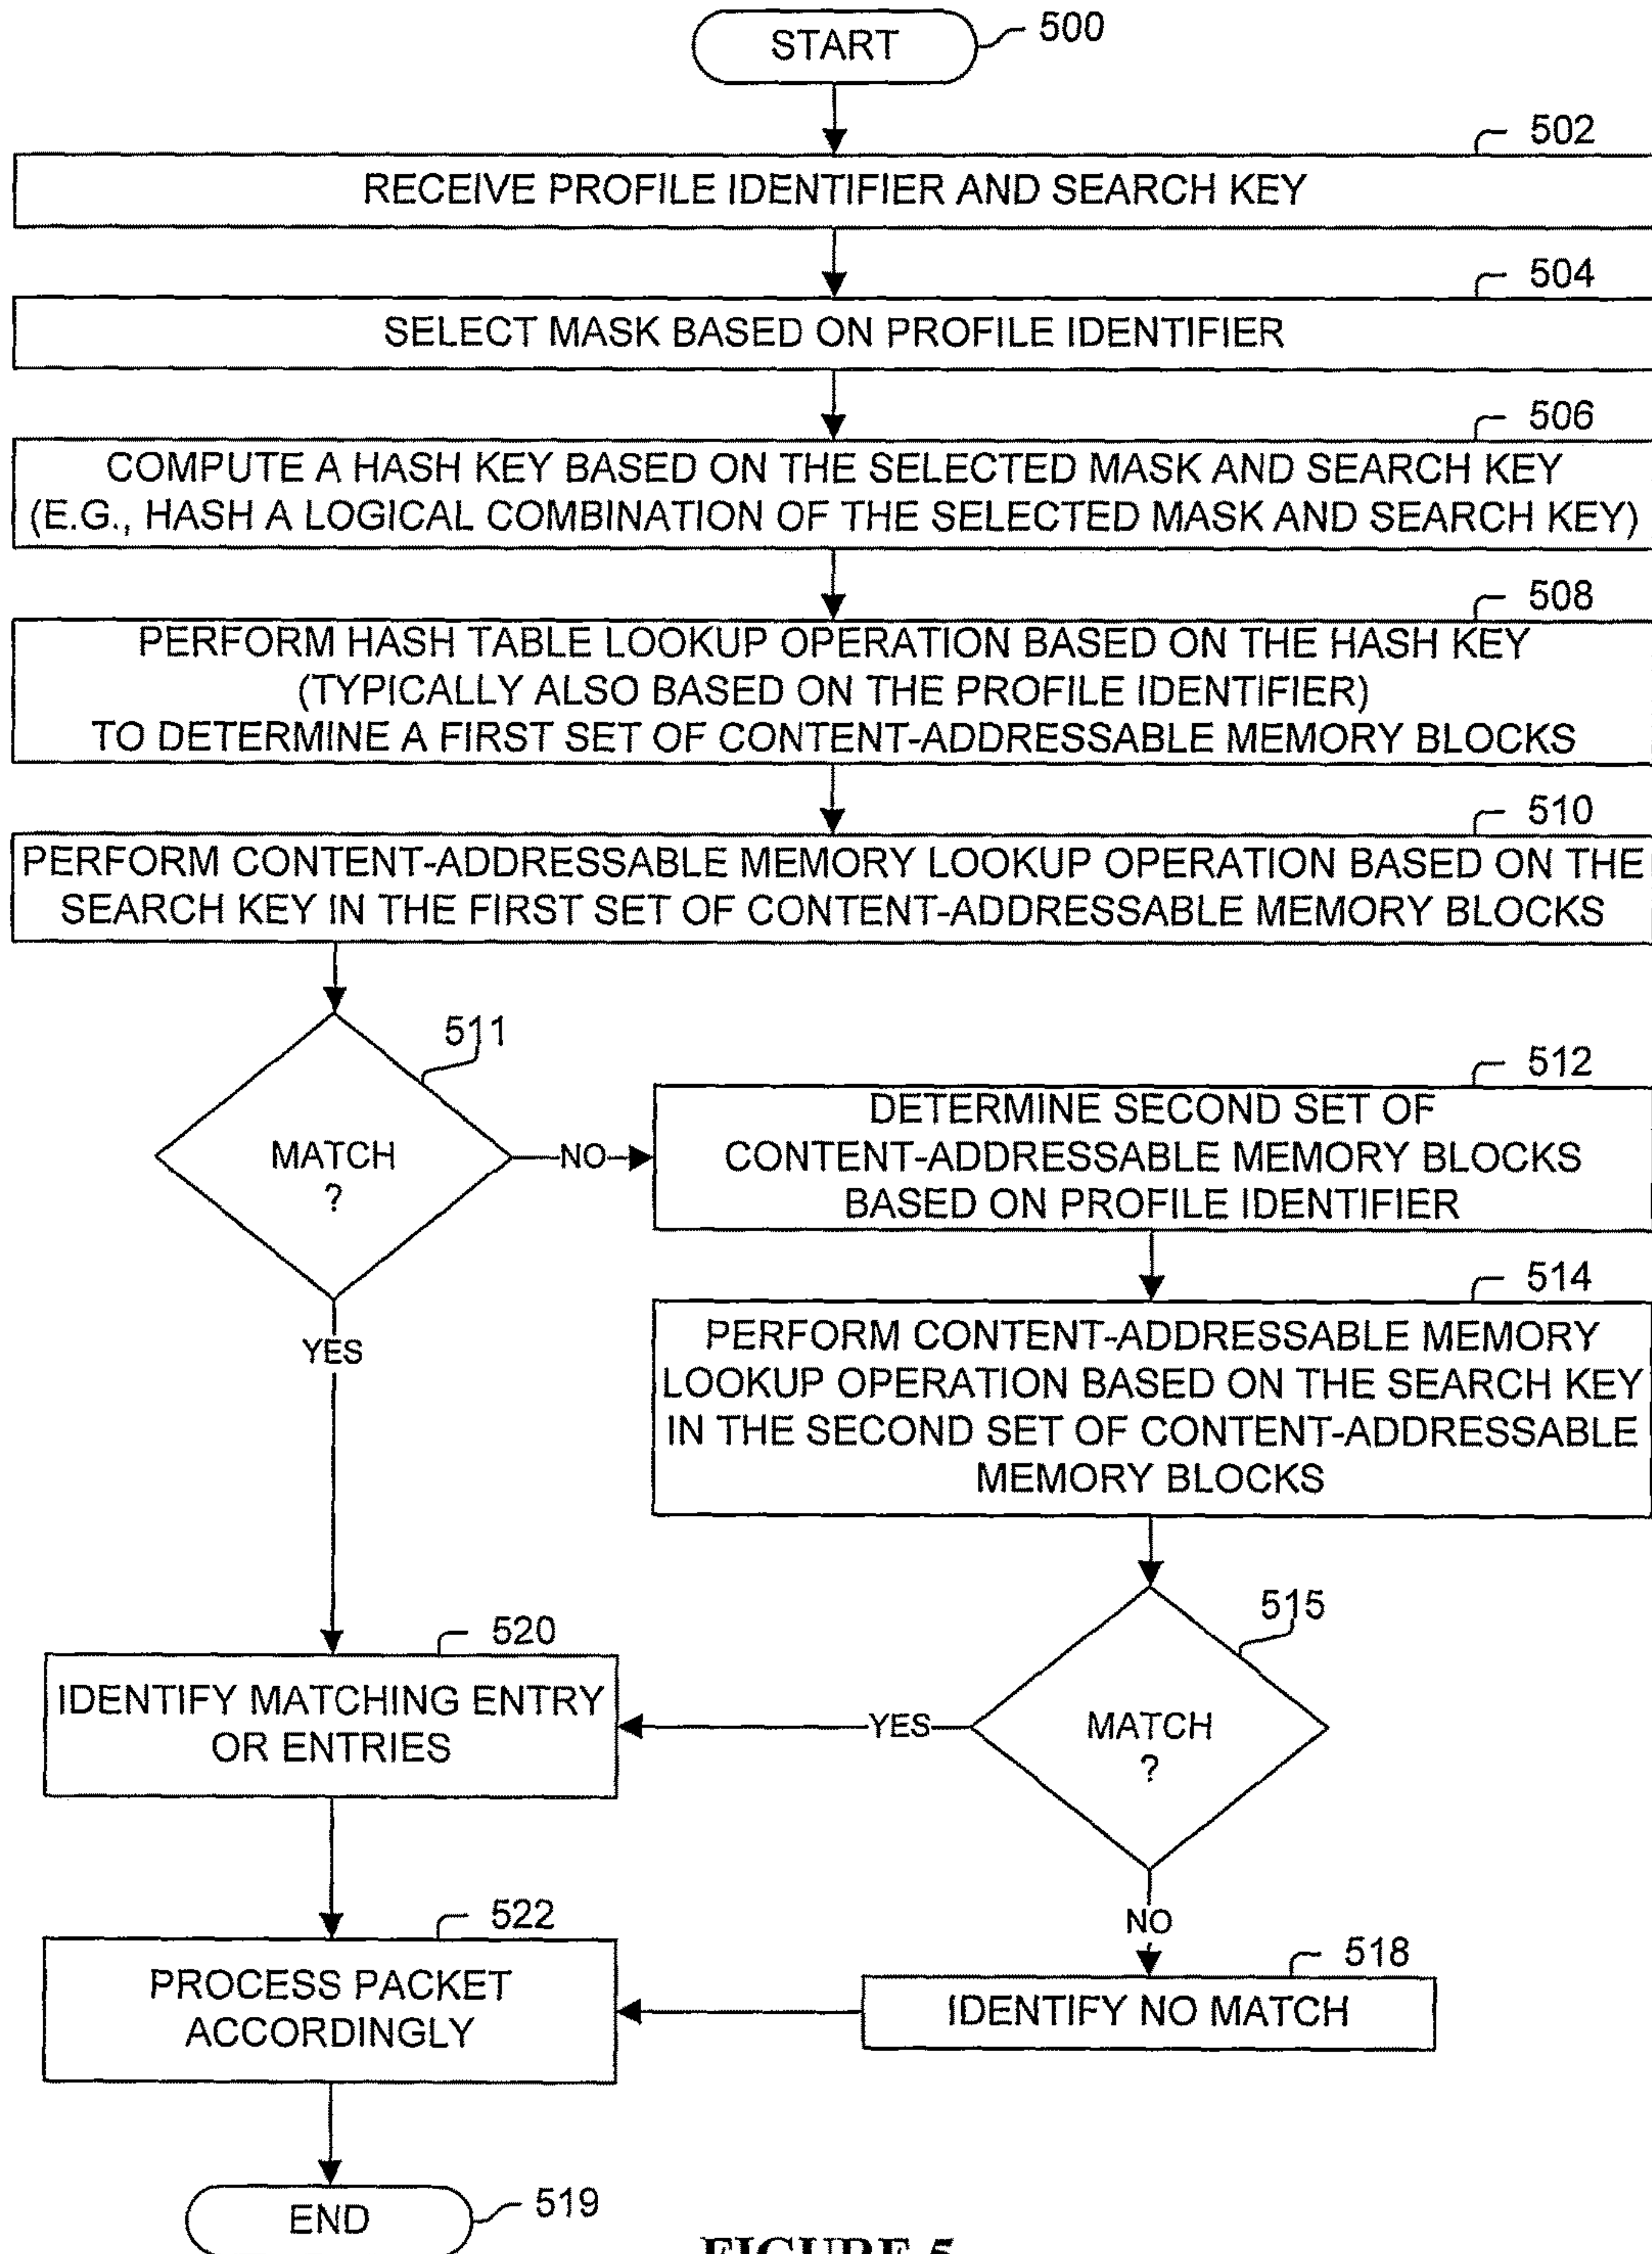 START
500
502
RECEIVE PROFILE IDENTIFIER AND SEARCH KEY
504
SELECT MASK BASED ON PROFILE IDENTIFIER
506
COMPUTE A HASH KEY BASED ON THE SELECTED MASK AND SEARCH KEY
(E.G., HASH A LOGICAL COMBINATION OF THE SELECTED MASK AND SEARCH KEY)
508
PERFORM HASH TABLE LOOKUP OPERATION BASED ON THE HASH KEY
(TYPICALLY ALSO BASED ON THE PROFILE IDENTIFIER)
TO DETERMINE A FIRST SET OF CONTENT-ADDRESSABLE MEMORY BLOCKS
510
PERFORM CONTENT-ADDRESSABLE MEMORY LOOKUP OPERATION BASED ON THE
SEARCH KEY IN THE FIRST SET OF CONTENT-ADDRESSABLE MEMORY BLOCKS
511
MATCH
?
NO
YES
512
DETERMINE SECOND SET OF
CONTENT-ADDRESSABLE MEMORY BLOCKS
BASED ON PROFILE IDENTIFIER
514
PERFORM CONTENT-ADDRESSABLE MEMORY
LOOKUP OPERATION BASED ON THE SEARCH KEY
IN THE SECOND SET OF CONTENT-ADDRESSABLE
MEMORY BLOCKS
515
MATCH
?
YES
NO
520
IDENTIFY MATCHING ENTRY
OR ENTRIES
518
IDENTIFY NO MATCH
522
PROCESS PACKET
ACCORDINGLY
END
519
FIGURE 5